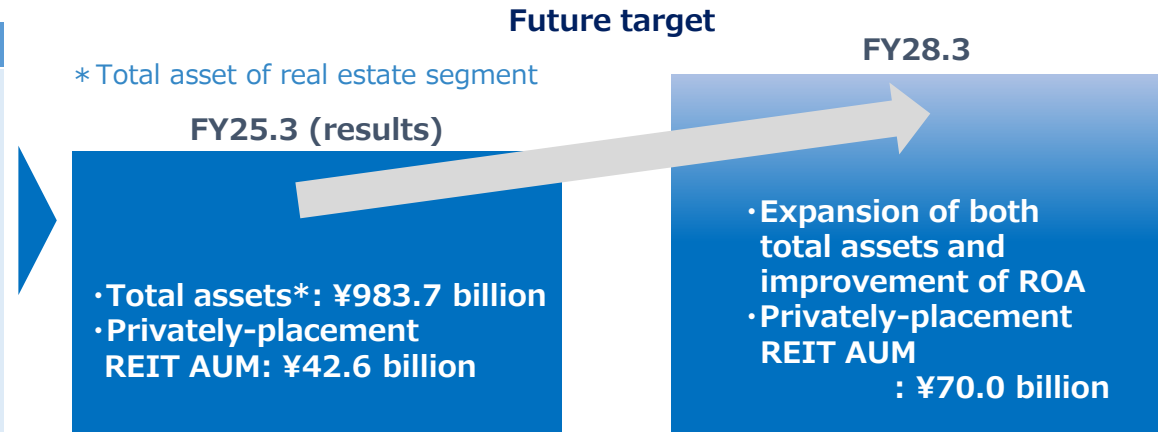 Future target
FY28.3
* Total asset of real estate segment
FY25.3 (results)
・Total assets*: ¥983.7 billion
・Privately-placement
REIT AUM: ¥42.6 billion
・Expansion of both
total assets and
improvement of ROA
・Privately-placement
REIT AUM
: ¥70.0 billion